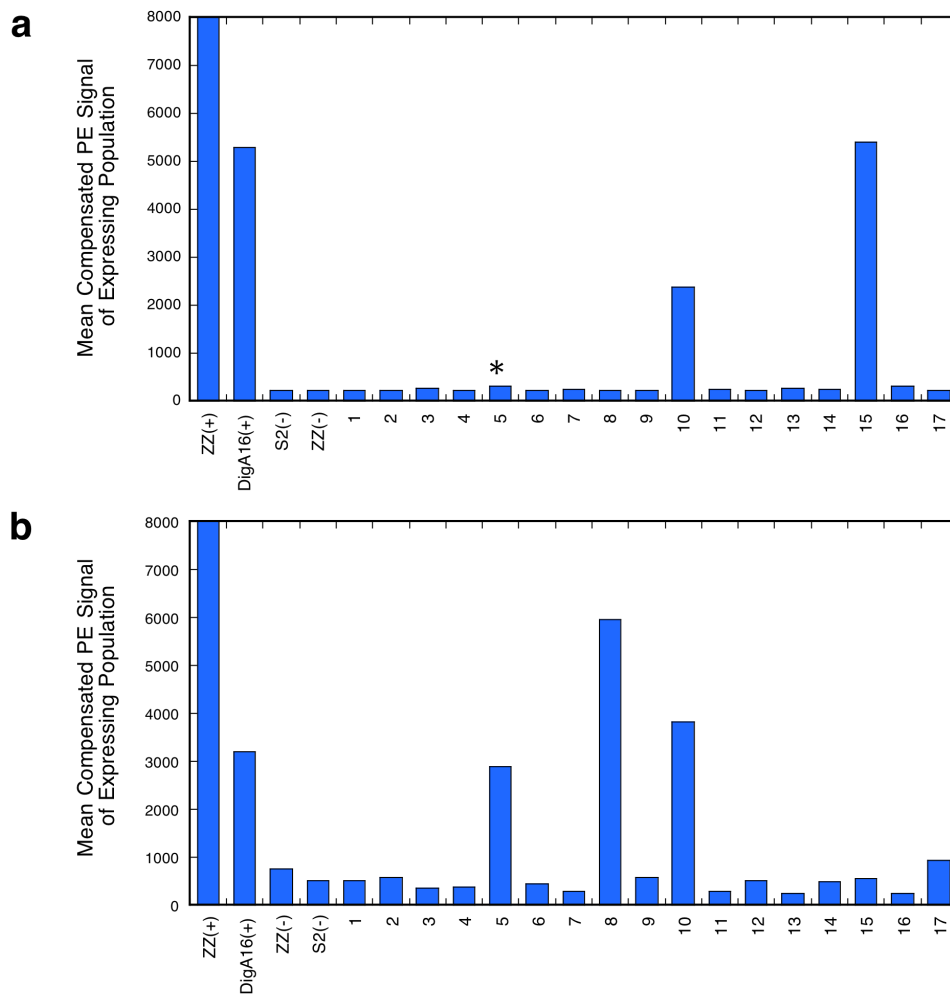 a
Mean Compensated PE Signal
of Expressing Population
8000
7000
6000
5000
4000
3000
2000
1000
0
*
ZZ(+) DigA16(+) S2(-) ZZ(-) 1 2 3 4 5 6 7 8 9 10 11 12 13 14 15 16 17
b
Mean Compensated PE Signal
of Expressing Population
8000
7000
6000
5000
4000
3000
2000
1000
0
ZZ(+) DigA16(+) ZZ(-) S2(-) 1 2 3 4 5 6 7 8 9 10 11 12 13 14 15 16 17